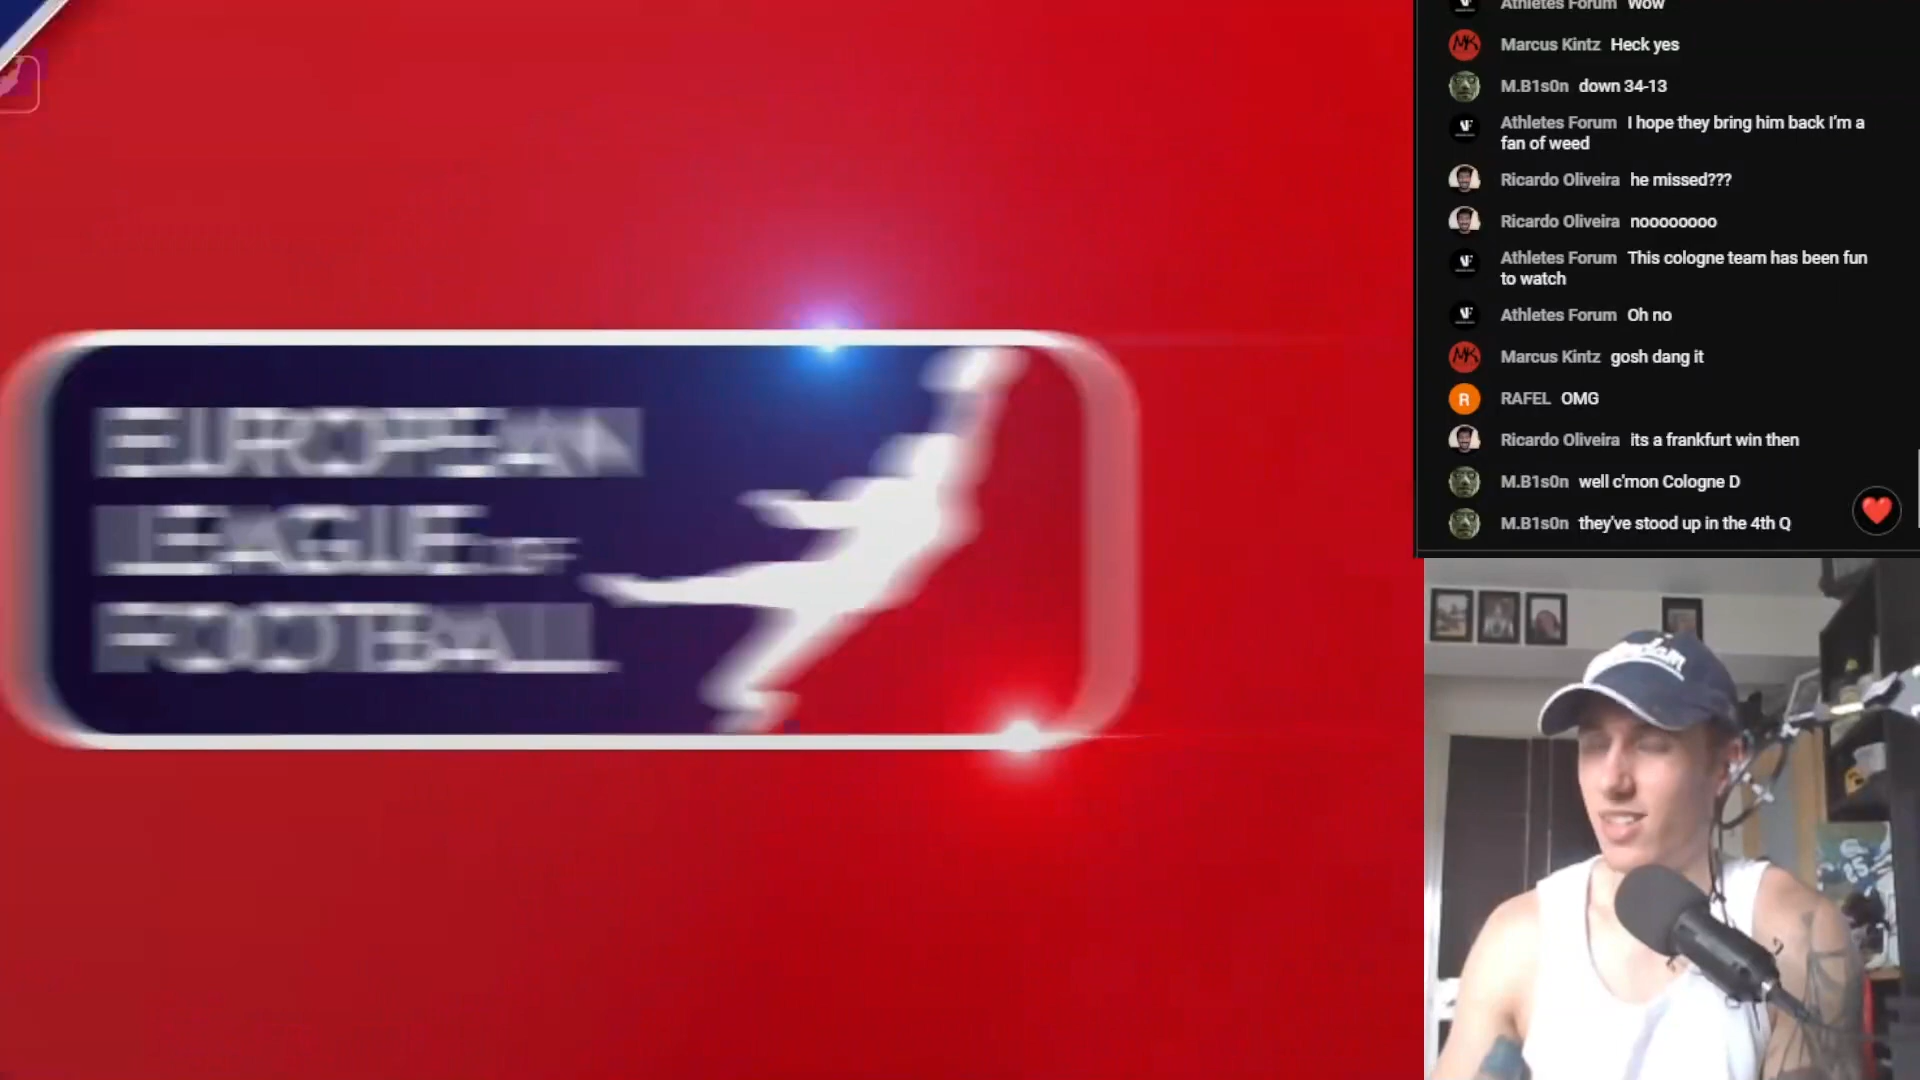 Athletes Forum Wow
Marcus Kintz Heck yes
M.B1s0n down 34-13
Athletes Forum I hope they bring him back I'm a
fan of weed
Ricardo Oliveira he missed???
Ricardo Oliveira noooooooo
Athletes Forum This cologne team has been fun
to watch
Athletes Forum Oh no
Marcus Kintz gosh dang it
R RAFEL OMG
Ricardo Oliveira its a frankfurt win then
M.B1s0n well c'mon Cologne D
M.B1s0n they've stood up in the 4th Q
EUROPEAN
LEAGUE OF
FOOTBALL